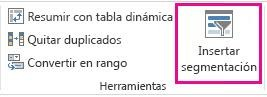 Resumir con tabla dinámica
Quitar duplicados
Convertir en rango
Insertar
segmentación
Herramientas